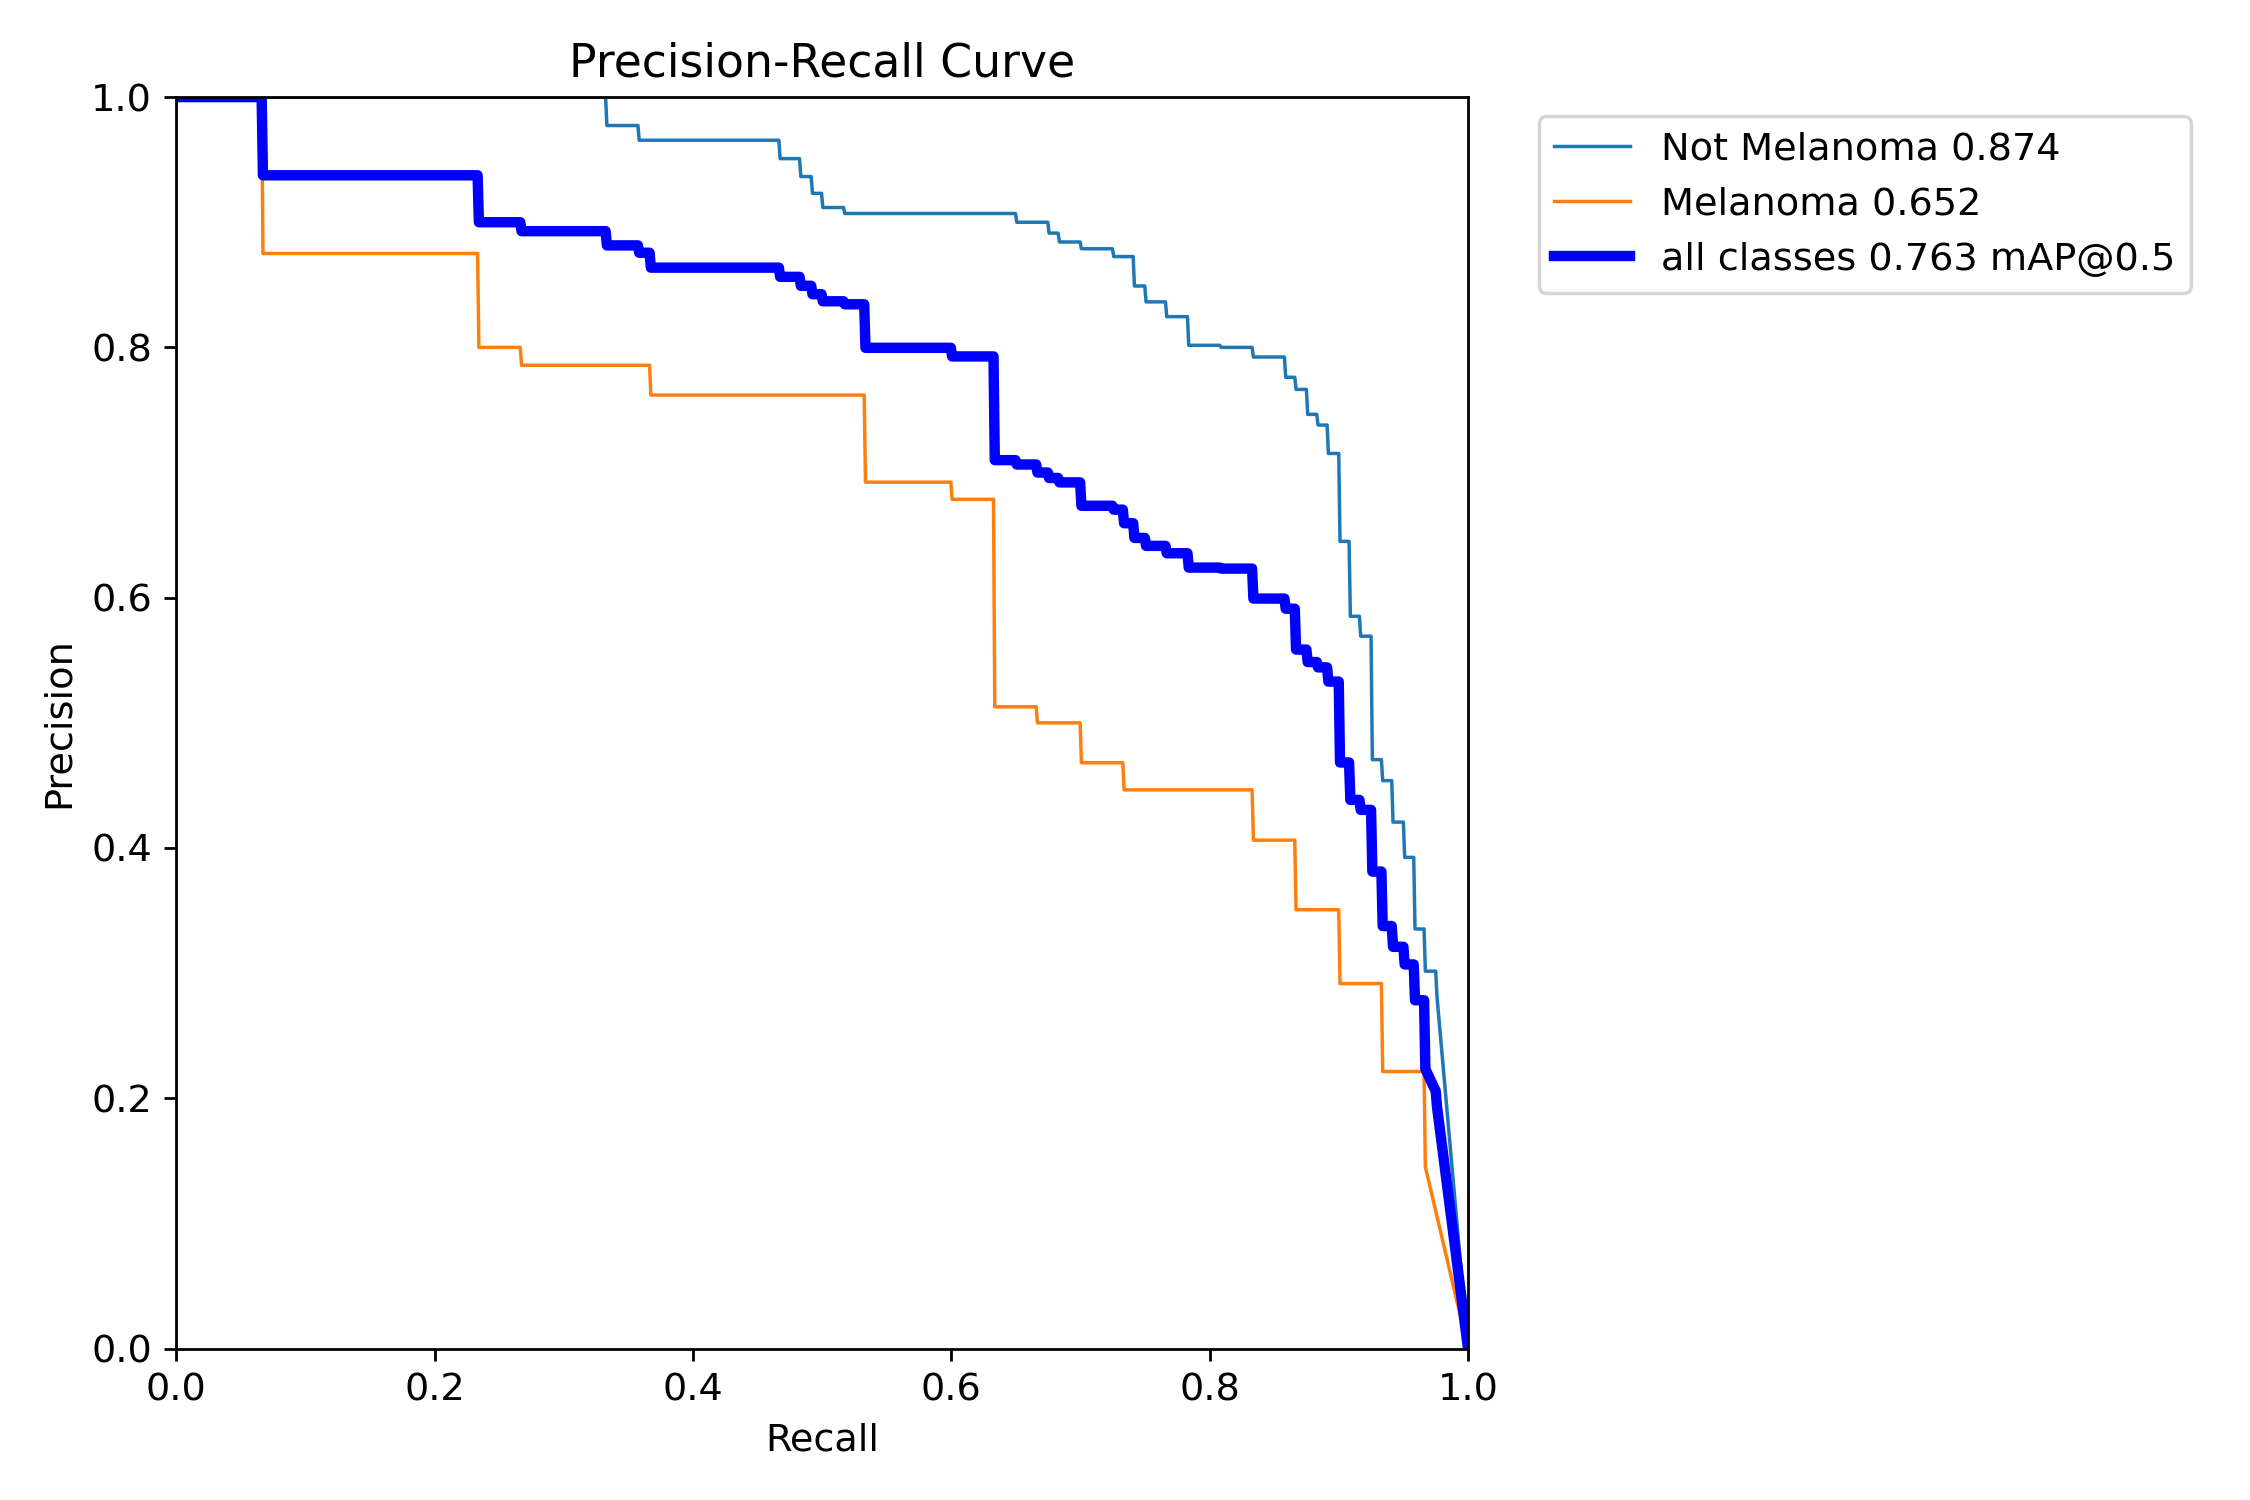 Precision-Recall Curve
Not Melanoma 0.874
Melanoma 0.652
all classes 0.763 mAP@0.5
Precision
1.0
0.8
0.6
0.4
0.2
0.0
0.0 0.2 0.4 0.6 0.8 1.0
Recall